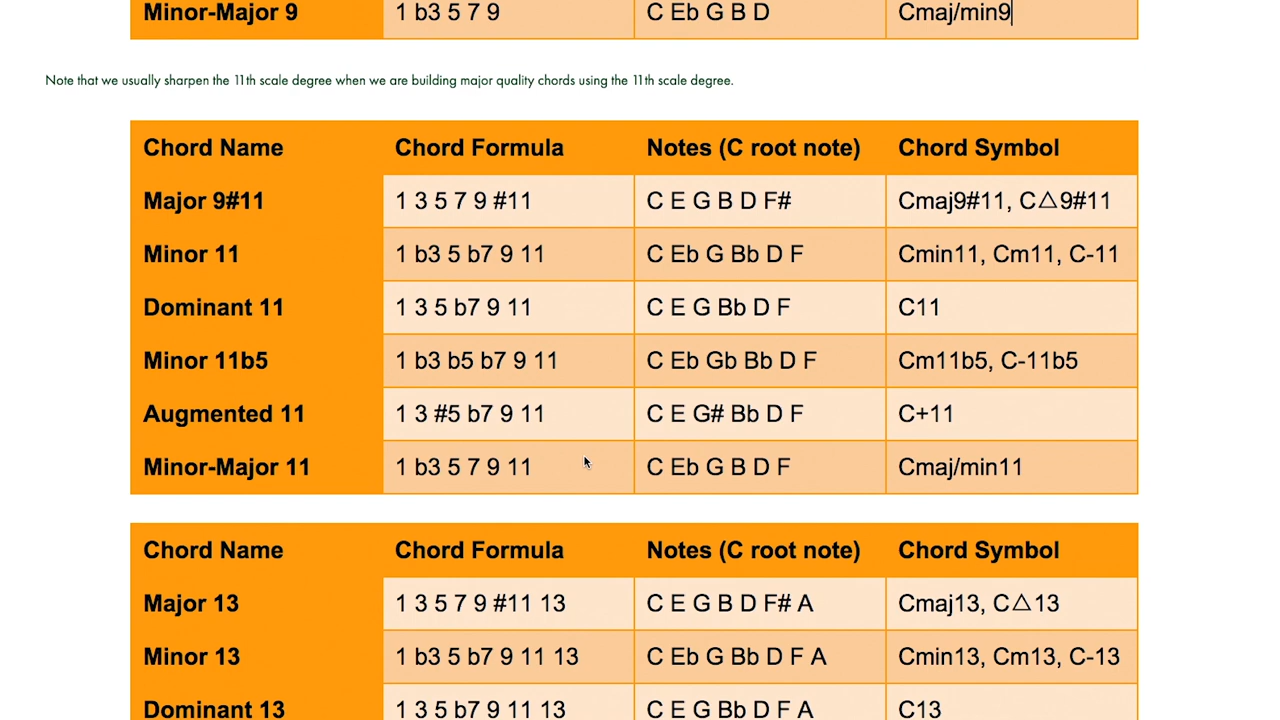 Minor-Major 9 1 b3 5 7 9 C Eb G B D Cmaj/min9
Note that we usually sharpen the 11th scale degree when we are building major quality chords using the 11th scale degree.
Chord Name Chord Formula Notes (C root note) Chord Symbol
Major 9#11 1 3 5 7 9 #11 C E G B D F# Cmaj9#11, C△9#11
Minor 11 1 b3 5 b7 9 11 C Eb G Bb D F Cmin11, Cm11, C-11
Dominant 11 1 3 5 b7 9 11 C E G Bb D F C11
Minor 11b5 1 b3 b5 b7 9 11 C Eb Gb Bb D F Cm11b5, C-11b5
Augmented 11 1 3 #5 b7 9 11 C E G# Bb D F C+11
Minor-Major 11 1 b3 5 7 9 11 C Eb G B D F Cmaj/min11
Chord Name Chord Formula Notes (C root note) Chord Symbol
Major 13 1 3 5 7 9 #11 13 C E G B D F# A Cmaj13, C△13
Minor 13 1 b3 5 b7 9 11 13 C Eb G Bb D F A Cmin13, Cm13, C-13
Dominant 13 1 3 5 b7 9 11 13 C E G Bb D F A C13